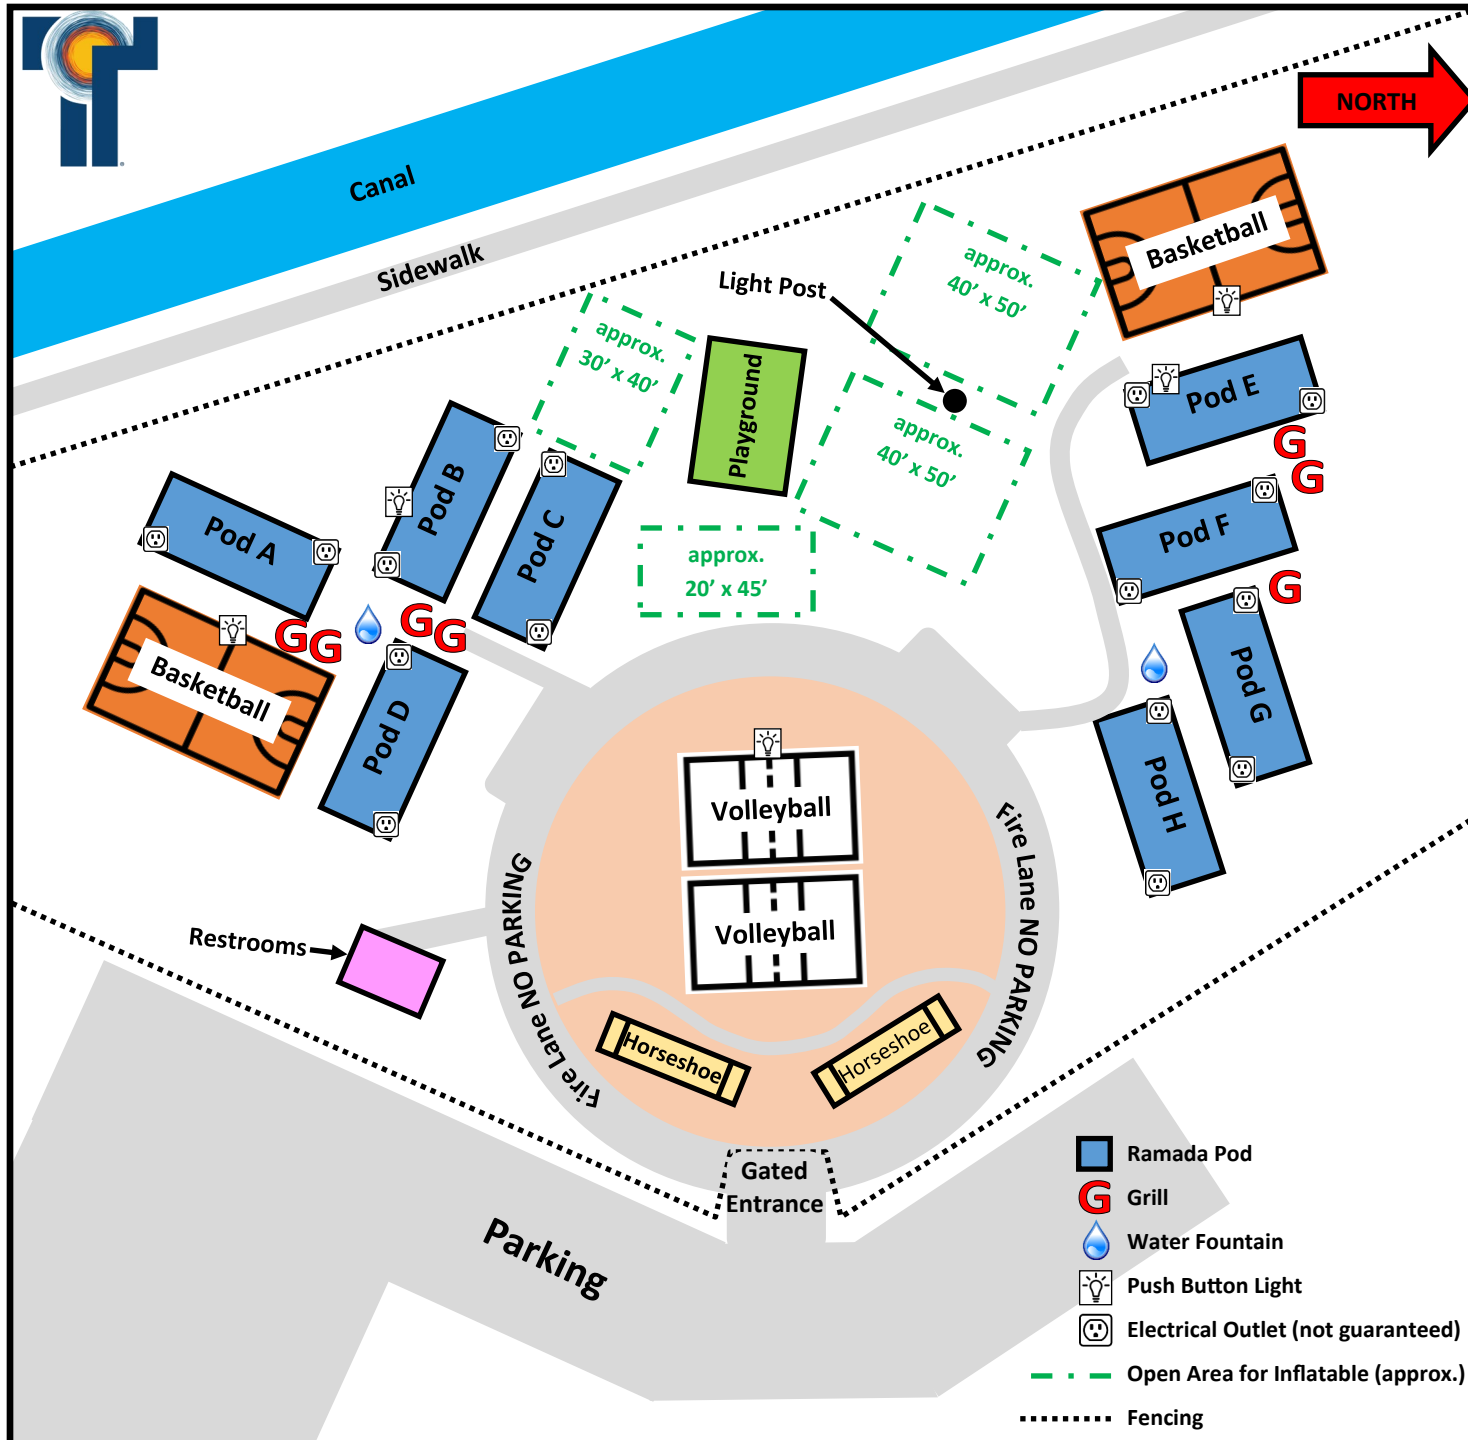 NORTH
Canal
Sidewalk
Basketball
Light Post
approx.
40' x 50'
approx.
30' x 40'
Playground
approx.
40' x 50'
Pod E
Pod B
Pod A
Pod C
Pod F
approx.
20' x 45'
G
G
G
G
G
G
G
Basketball
Pod D
Pod G
Pod H
Volleyball
Volleyball
Fire Lane NO PARKING
Fire Lane NO PARKING
Restrooms
Horseshoe
Horseshoe
Gated
Entrance
Parking
Ramada Pod
G Grill
Water Fountain
Push Button Light
Electrical Outlet (not guaranteed)
Open Area for Inflatable (approx.)
Fencing